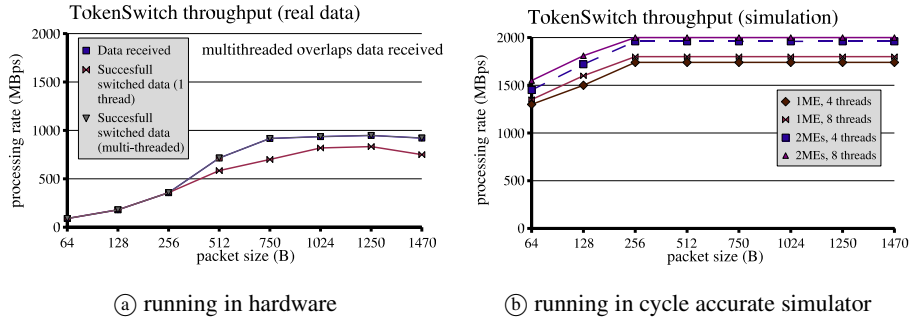 TokenSwitch throughput (real data)
2000
1500
1000
500
0
processing rate (MBps)
Data received
Succesfull
switched data (1
thread)
Succesfull
switched data
(multi-threaded)
multithreaded overlaps data received
64 128 256 512 750 1024 1250 1470
packet size (B)
a running in hardware
TokenSwitch throughput (simulation)
2000
1500
1000
500
0
processing rate (MBps)
1ME, 4 threads
1ME, 8 threads
2MEs, 4 threads
2MEs, 8 threads
64 128 256 512 750 1024 1250 1470
packet size (B)
b running in cycle accurate simulator